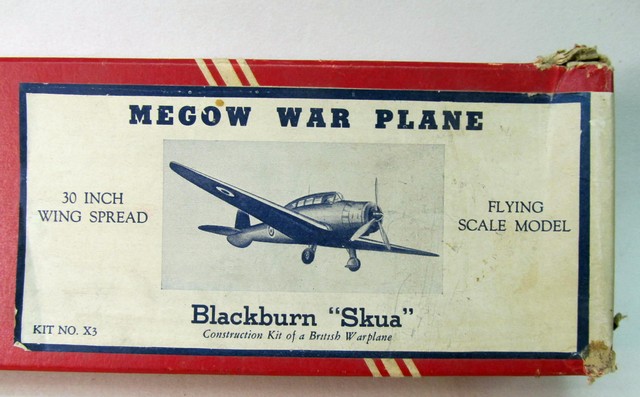 MEGOW WAR PLANE
30 INCH
WING SPREAD
FLYING
SCALE MODEL
Blackburn "Skua"
Construction Kit of a British Warplane
KIT NO. X3